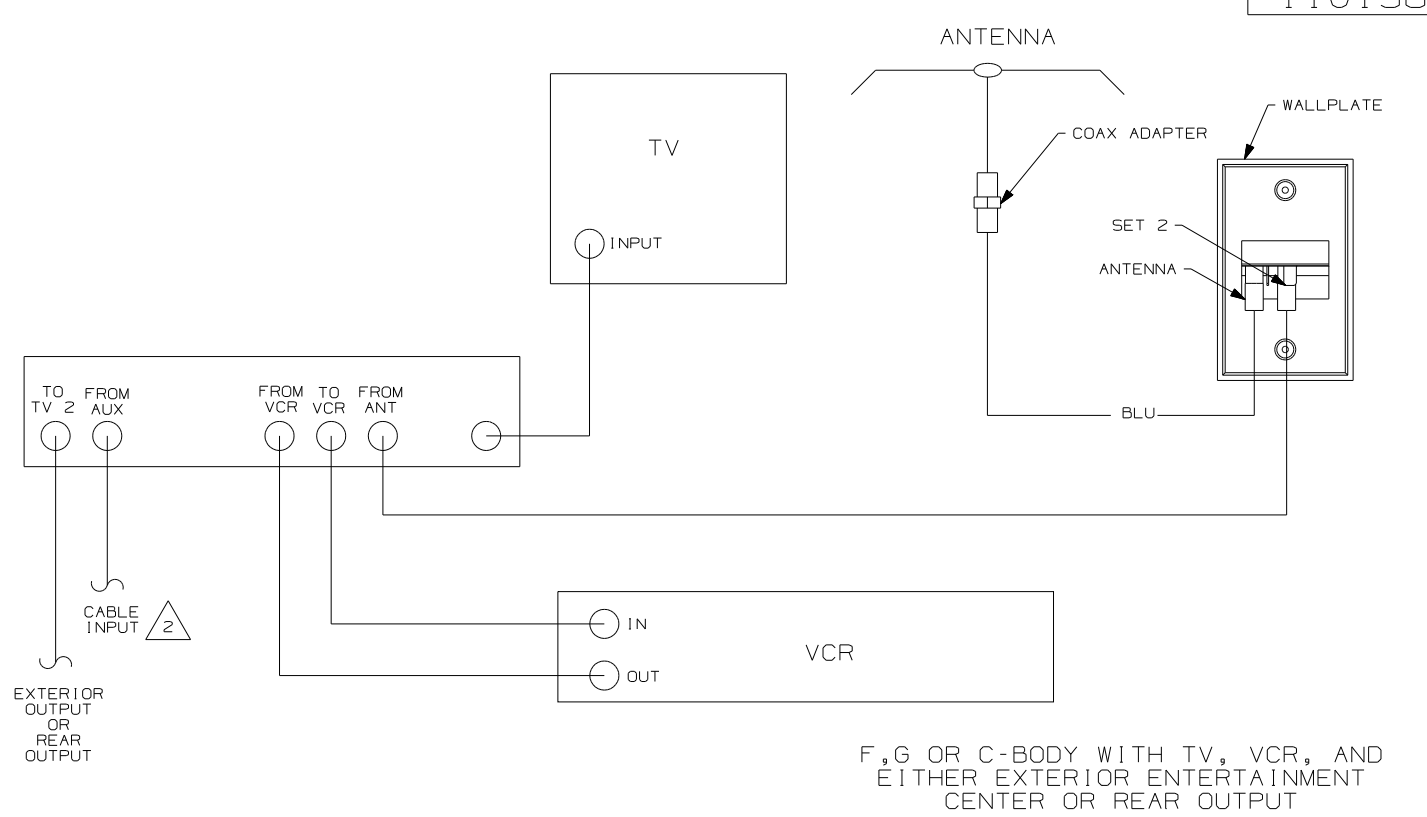 ANTENNA
WALLPLATE
COAX ADAPTER
TV
SET 2
INPUT
ANTENNA
TO
TV 2
FROM
AUX
FROM
VCR
TO
VCR
FROM
ANT
BLU
CABLE
INPUT
2
IN
VCR
OUT
EXTERIOR
OUTPUT
OR
REAR
OUTPUT
F,G OR C-BODY WITH TV, VCR, AND
EITHER EXTERIOR ENTERTAINMENT
CENTER OR REAR OUTPUT